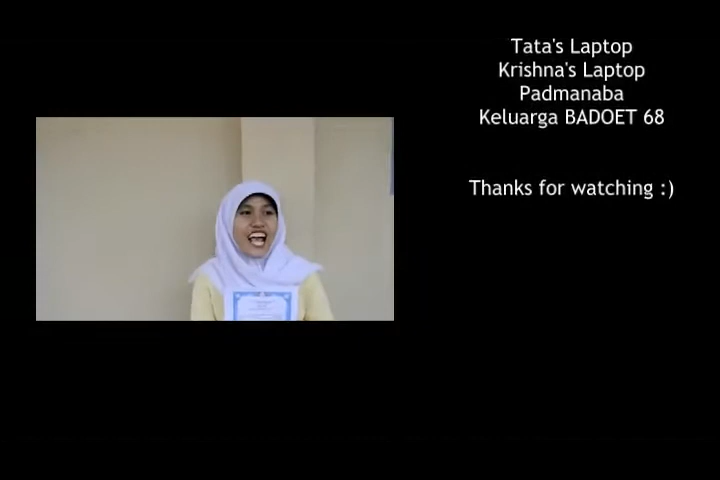 Tata's Laptop
Krishna's Laptop
Padmanaba
Keluarga BADOET 68
Thanks for watching :)